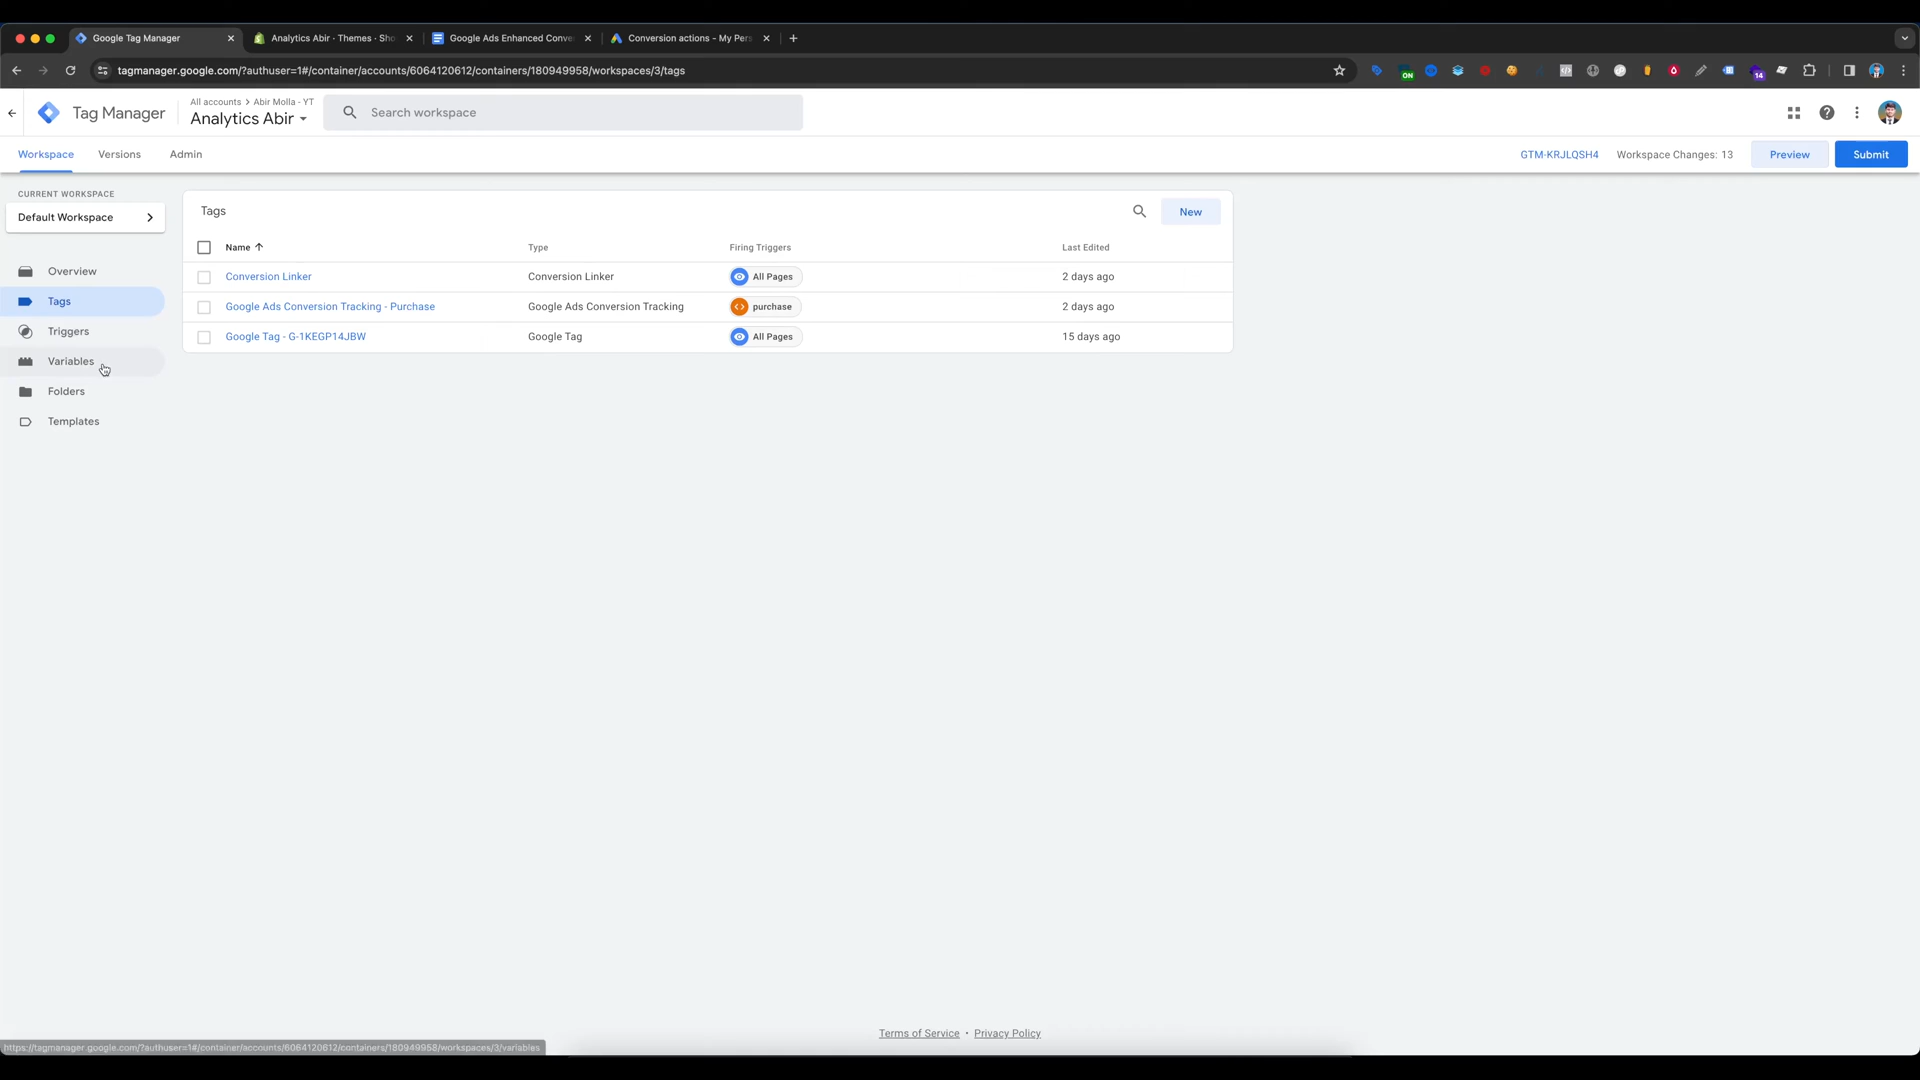 Google Tag Manager
Analytics Abir · Themes · Sho
Google Ads Enhanced Conve
Conversion actions - My Pers
tagmanager.google.com/?authuser=1#/container/accounts/6064120612/containers/180949958/workspaces/3/tags
ON
14
Tag Manager
All accounts > Abir Molla - YT
Analytics Abir
Search workspace
Workspace
Versions
Admin
GTM-KRJLQSH4
Workspace Changes: 13
Preview
Submit
CURRENT WORKSPACE
Default Workspace
Overview
Tags
Triggers
Variables
Folders
Templates
Tags
New
Name Type Firing Triggers Last Edited
Conversion Linker Conversion Linker All Pages 2 days ago
Google Ads Conversion Tracking - Purchase Google Ads Conversion Tracking purchase 2 days ago
Google Tag - G-1KEGP14JBW Google Tag All Pages 15 days ago
Terms of Service · Privacy Policy
https://tagmanager.google.com/?authuser=1#/container/accounts/6064120612/containers/180949958/workspaces/3/variables